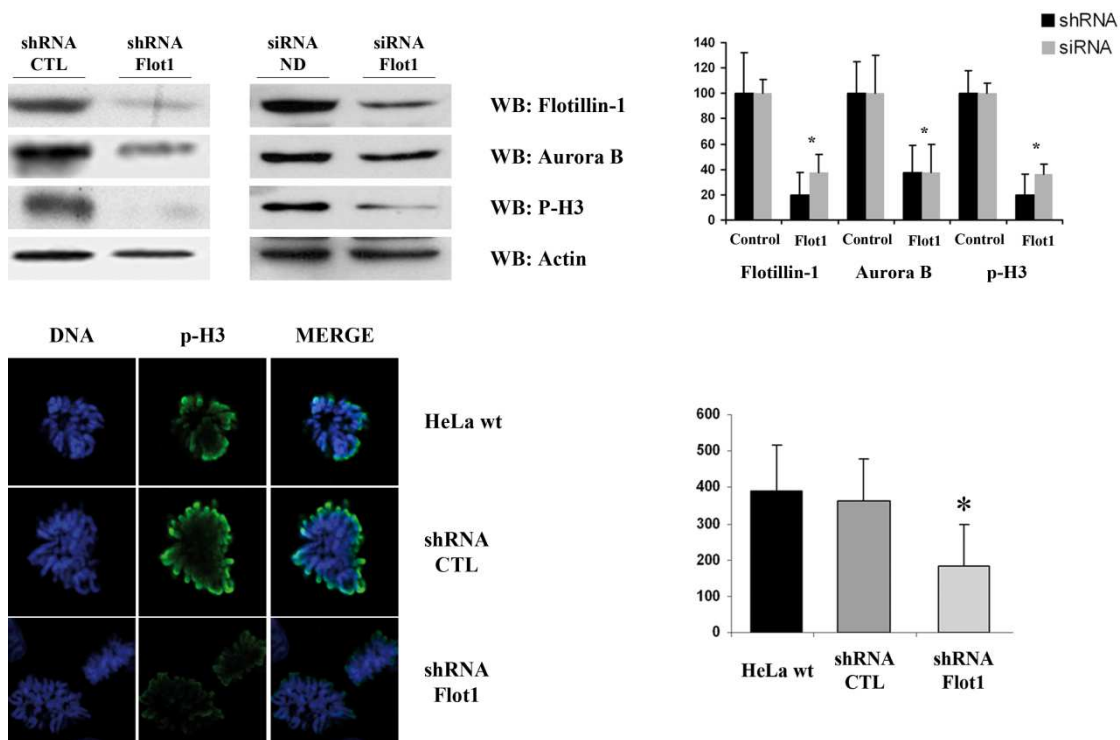 shRNA
CTL
shRNA
Flot1
siRNA
ND
siRNA
Flot1
WB: Flotillin-1
WB: Aurora B
WB: P-H3
WB: Actin
shRNA
siRNA
140
120
100
80
60
40
20
0
*
*
*
Control Flot1 Control Flot1 Control Flot1
Flotillin-1 Aurora B p-H3
DNA p-H3 MERGE
HeLa wt
shRNA
CTL
shRNA
Flot1
600
500
400
300
200
100
0
*
HeLa wt
shRNA
CTL
shRNA
Flot1